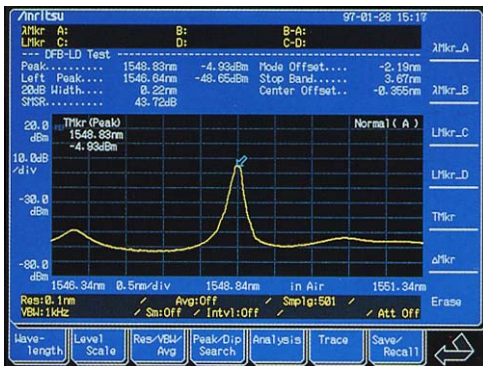 Anritsu 97-01-28 15:17
λMkr A: B: B-A:
LMkr C: D: C-D:
--- DFB-LD Test ---
Peak..... 1548.83nm -4.93dBm Mode Offset... -2.19nm
Left Peak.... 1546.64nm -48.65dBm Stop Band..... 3.67nm
20dB Width.... 0.22nm Center Offset.. -0.355nm
SMSR......... 43.72dB
20.0 dBm
TMkr(Peak) Normal( A )
1548.83nm
-4.93dBm
10.0dB /div
-30.0 dBm
-80.0 dBm
1546.34nm 0.5nm/div 1548.84nm in Air 1551.34nm
Res:0.1nm / Avg:Off / Smplg:501 /
VBW:1kHz / Sm:Off / Intvl:Off / / Att Off
λMkr_A
λMkr_B
LMkr_C
LMkr_D
TMkr
ΔMkr
Erase
Wave-length
Level Scale
Res/VBW/Avg
Peak/Dip Search
Analysis
Trace
Save/Recall